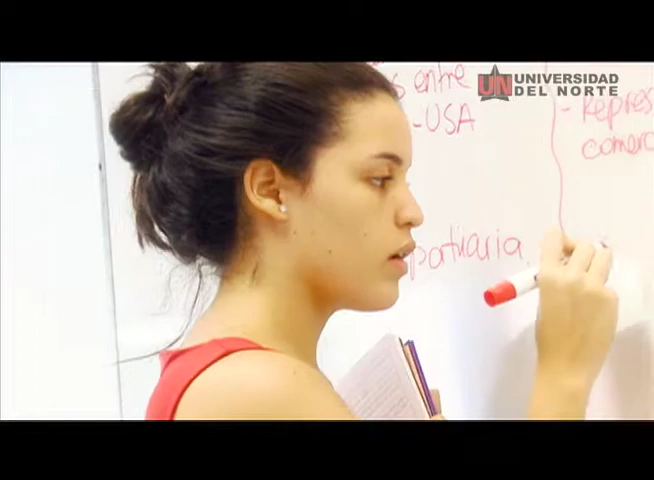 UN UNIVERSIDAD
DEL NORTE
entre
-USA
- Repres
comerc
portuaria